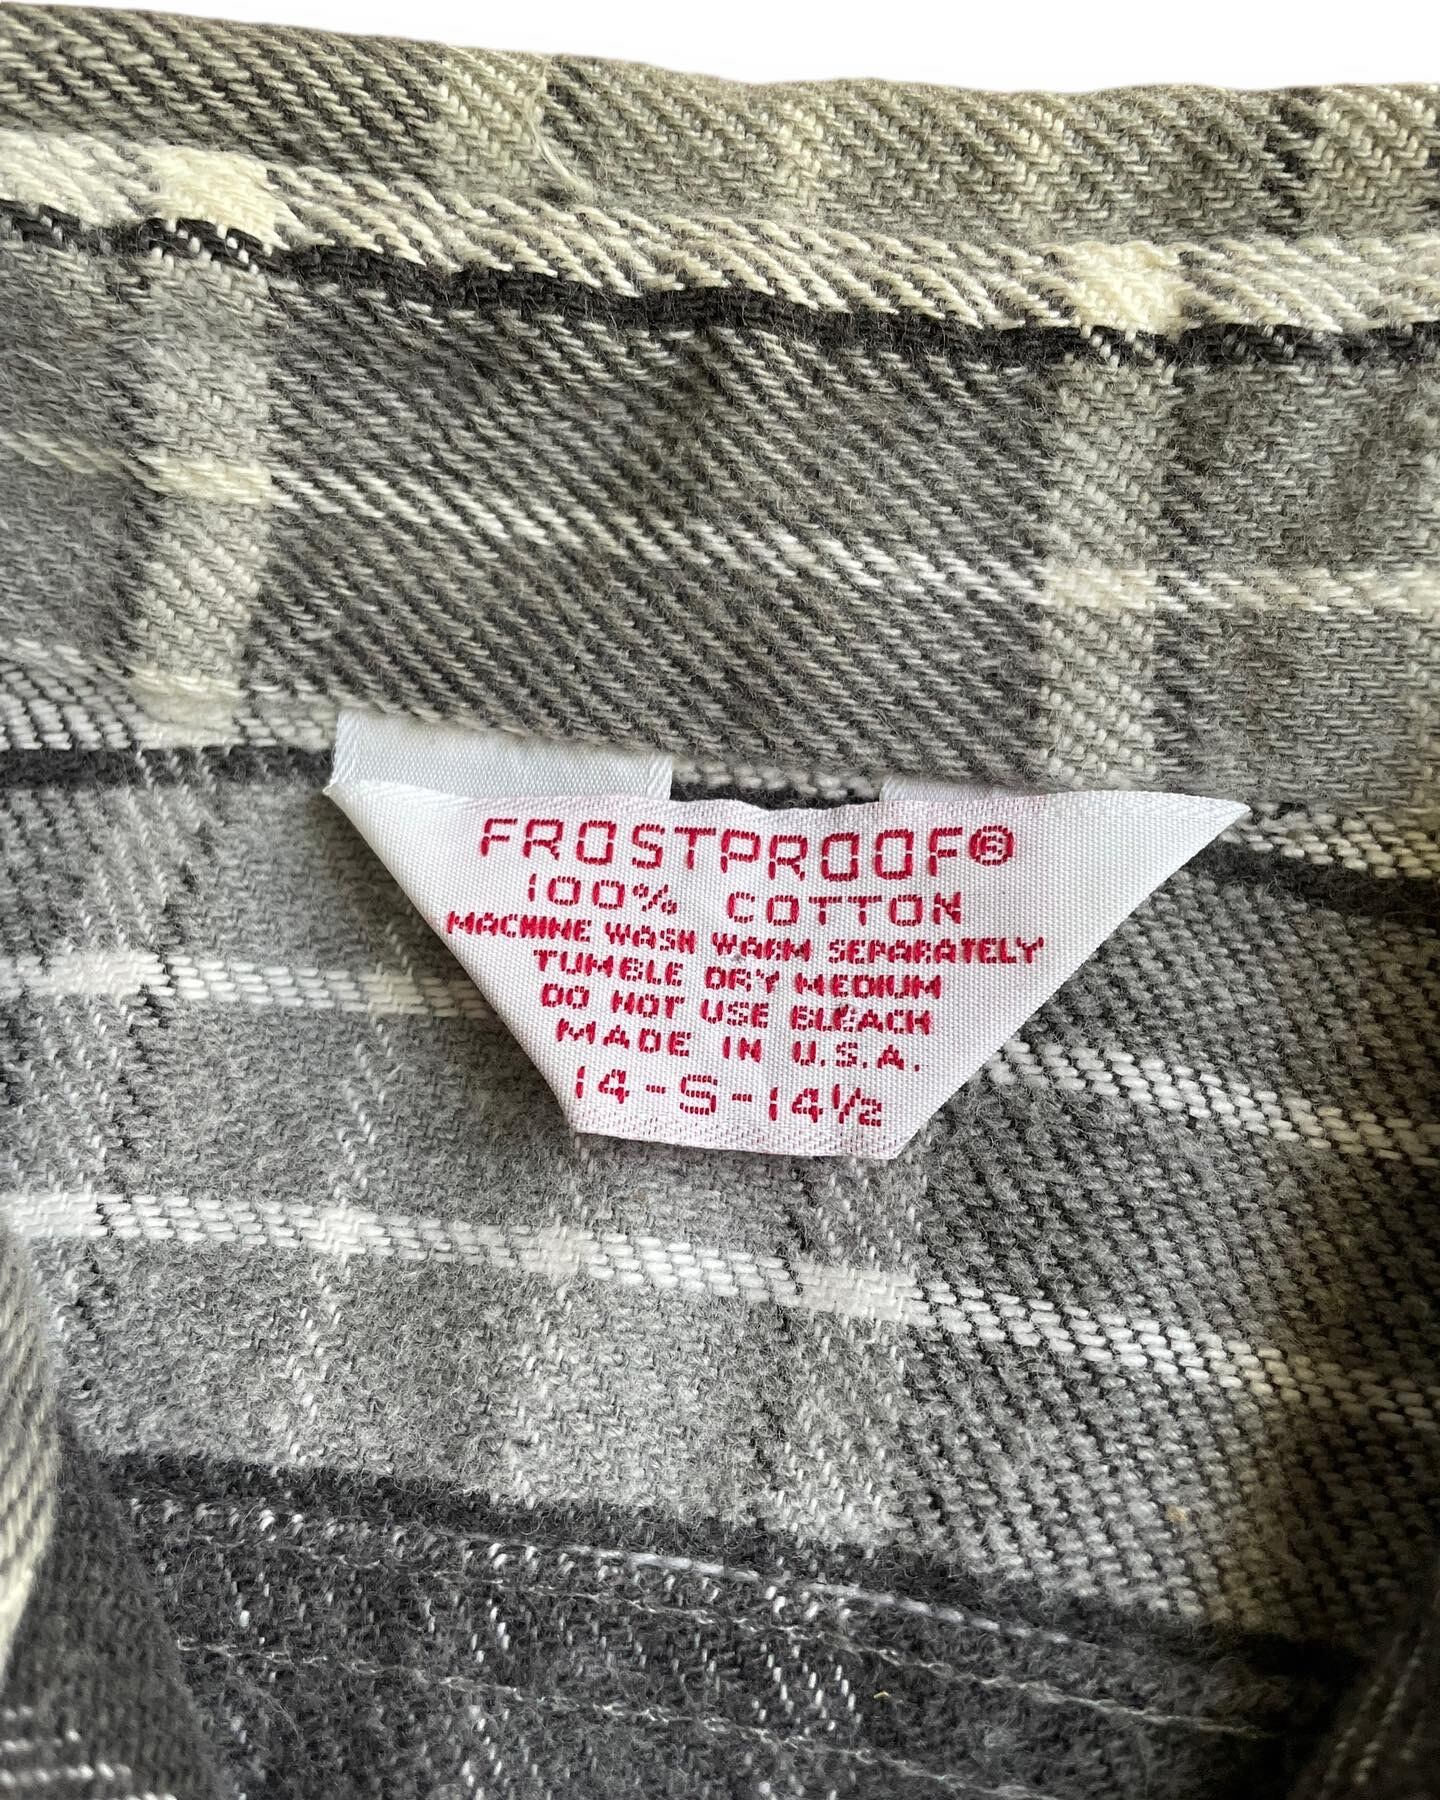 FROSTPROOF®
100% COTTON
MACHINE WASH WARM SEPARATELY
TUMBLE DRY MEDIUM
DO NOT USE BLEACH
MADE IN U.S.A.
14-S-14½